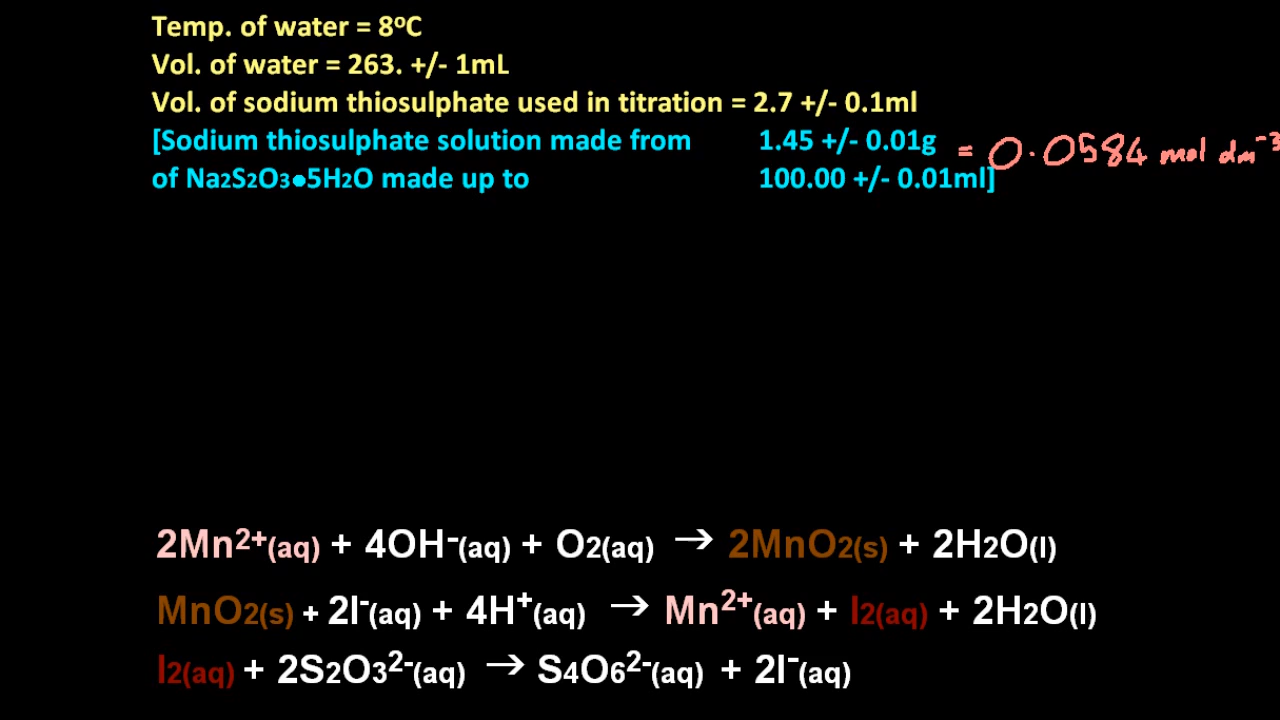 Temp. of water = 8ºC
Vol. of water = 263. +/- 1mL
Vol. of sodium thiosulphate used in titration = 2.7 +/- 0.1ml
[Sodium thiosulphate solution made from 1.45 +/- 0.01g = 0.0584 mol dm⁻³
of Na2S2O3•5H2O made up to 100.00 +/- 0.01ml]
2Mn²⁺(aq) + 4OH⁻(aq) + O2(aq) → 2MnO2(s) + 2H2O(l)
MnO2(s) + 2I⁻(aq) + 4H⁺(aq) → Mn²⁺(aq) + I2(aq) + 2H2O(l)
I2(aq) + 2S2O3²⁻(aq) → S4O6²⁻(aq) + 2I⁻(aq)